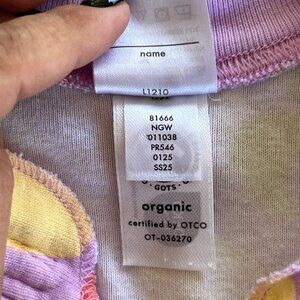 name
L1210
81666
NGW
011038
PR546
0125
SS25
GOTS
organic
certified by OTCO
OT-036270